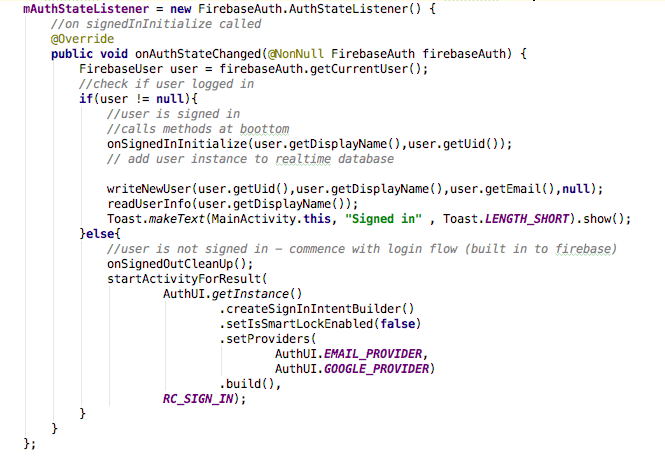 mAuthStateListener = new FirebaseAuth.AuthStateListener() {
//on signedInInitialize called
@Override
public void onAuthStateChanged(@NonNull FirebaseAuth firebaseAuth) {
FirebaseUser user = firebaseAuth.getCurrentUser();
//check if user logged in
if(user != null){
//user is signed in
//calls methods at boottom
onSignedInInitialize(user.getDisplayName(),user.getUid());
// add user instance to realtime database
writeNewUser(user.getUid(),user.getDisplayName(),user.getEmail(),null);
readUserInfo(user.getDisplayName());
Toast.makeText(MainActivity.this, "Signed in" , Toast.LENGTH_SHORT).show();
}else{
//user is not signed in – commence with login flow (built in to firebase)
onSignedOutCleanUp();
startActivityForResult(
AuthUI.getInstance()
.createSignInIntentBuilder()
.setIsSmartLockEnabled(false)
.setProviders(
AuthUI.EMAIL_PROVIDER,
AuthUI.GOOGLE_PROVIDER)
.build(),
RC_SIGN_IN);
}
}
};